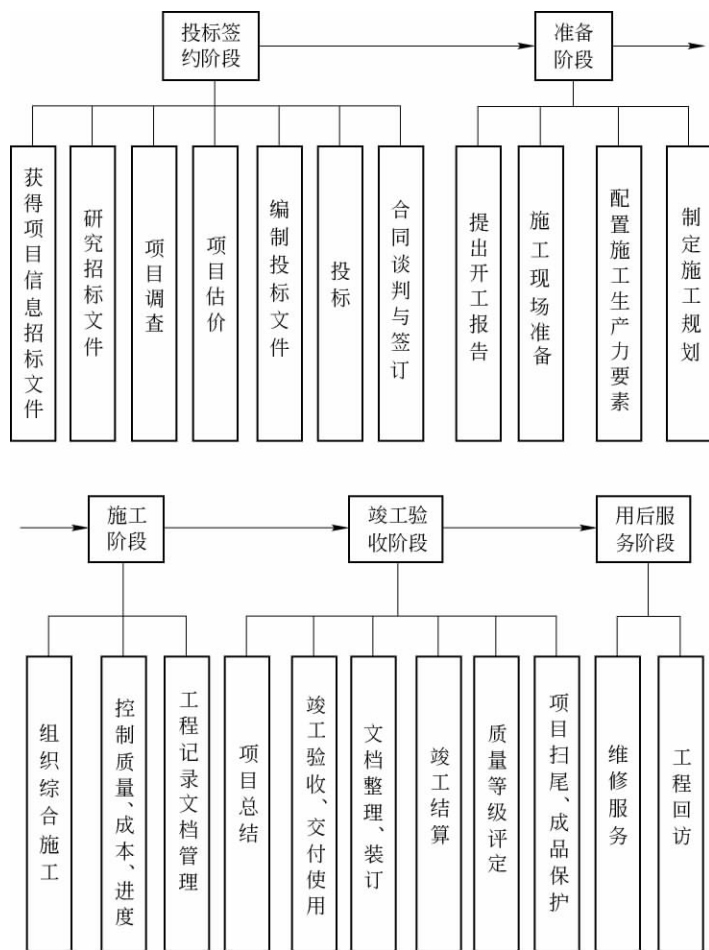 投标签
约阶段
准备
阶段
获得项目信息招标文件
研究招标文件
项目调查
项目估价
编制投标文件
投标
合同谈判与签订
提出开工报告
施工现场准备
配置施工生产力要素
制定施工规划
施工
阶段
竣工验
收阶段
用后服
务阶段
组织综合施工
控制质量、成本、进度
工程记录文档管理
项目总结
竣工验收、交付使用
文档整理、装订
竣工结算
质量等级评定
项目扫尾、成品保护
维修服务
工程回访